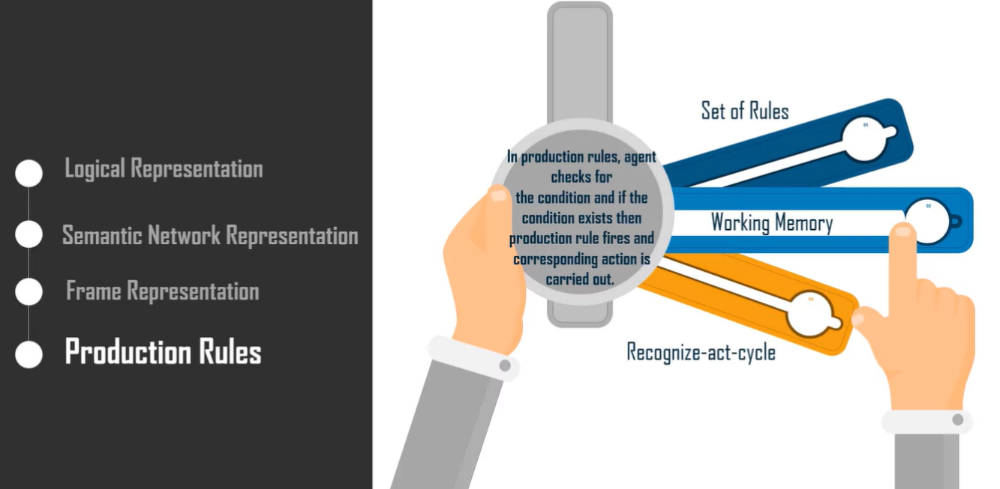 Logical Representation
Semantic Network Representation
Frame Representation
Production Rules
In production rules, agent
checks for
the condition and if the
condition exists then
production rule fires and
corresponding action is
carried out.
Set of Rules
01
Working Memory
02
03
Recognize-act-cycle